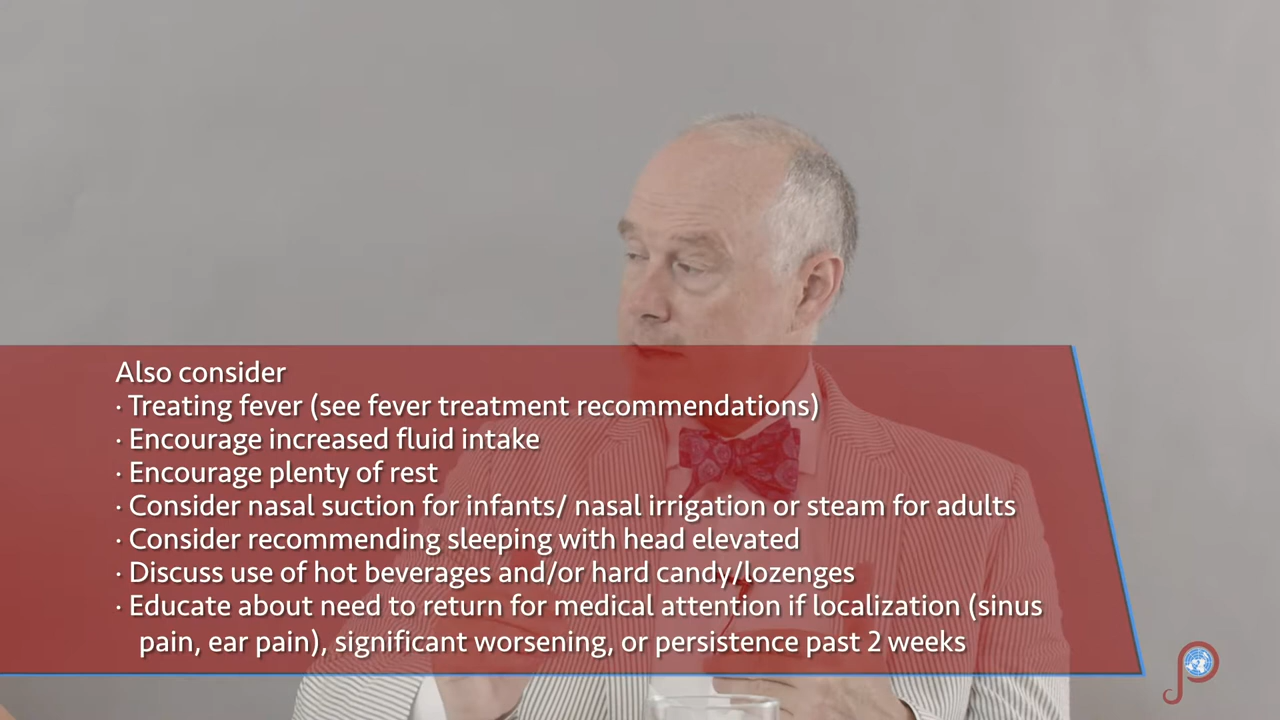 Also consider
· Treating fever (see fever treatment recommendations)
· Encourage increased fluid intake
· Encourage plenty of rest
· Consider nasal suction for infants/ nasal irrigation or steam for adults
· Consider recommending sleeping with head elevated
· Discuss use of hot beverages and/or hard candy/lozenges
· Educate about need to return for medical attention if localization (sinus
pain, ear pain), significant worsening, or persistence past 2 weeks